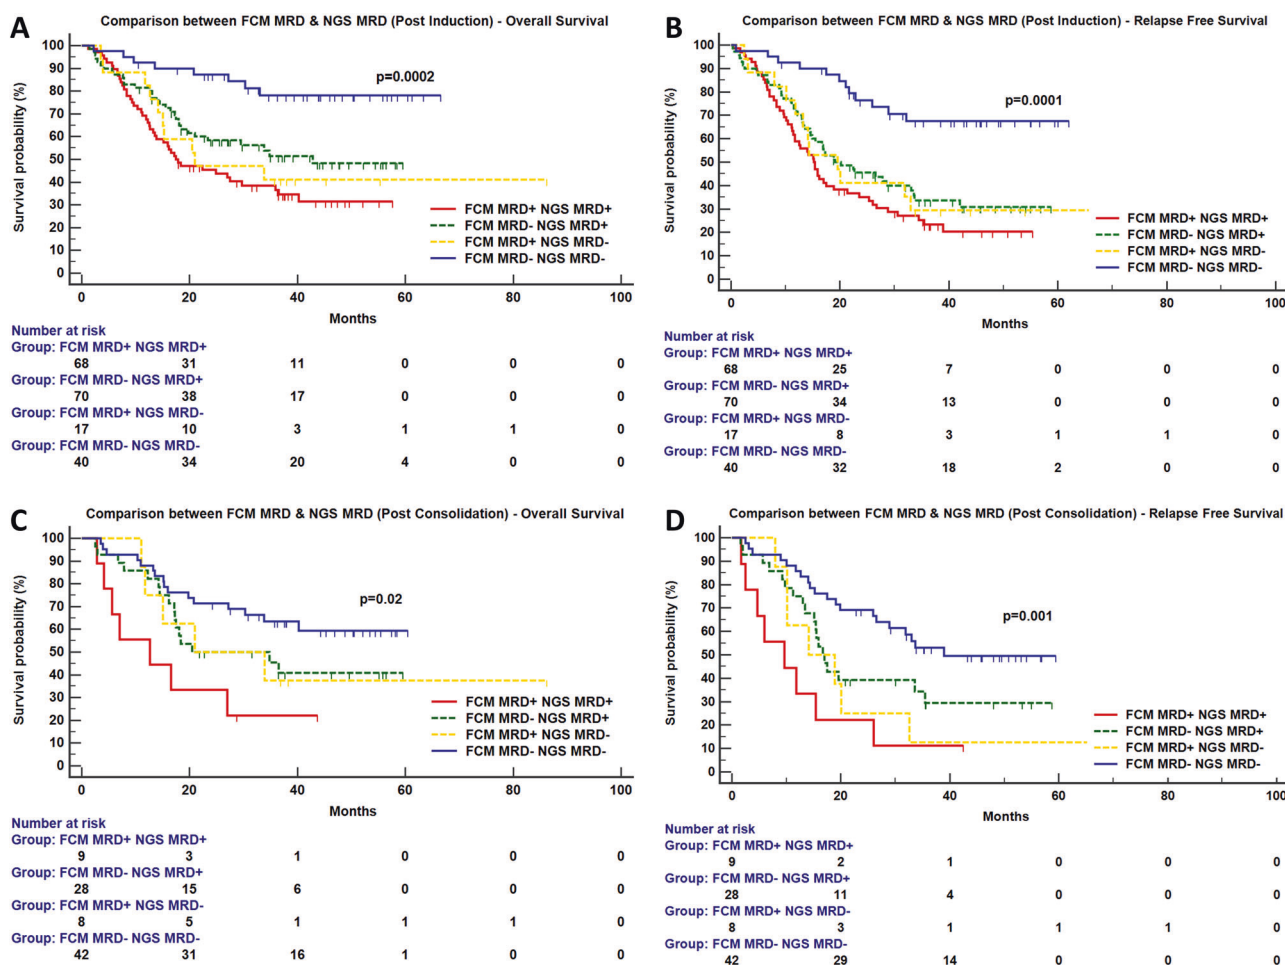 A
Comparison between FCM MRD & NGS MRD (Post Induction) - Overall Survival
Survival probability (%)
100
90
80
70
60
50
40
30
20
10
0
p=0.0002
FCM MRD+ NGS MRD+
FCM MRD- NGS MRD+
FCM MRD+ NGS MRD-
FCM MRD- NGS MRD-
0 20 40 60 80 100
Months
Number at risk
Group: FCM MRD+ NGS MRD+
68 31 11 0 0 0
Group: FCM MRD- NGS MRD+
70 38 17 0 0 0
Group: FCM MRD+ NGS MRD-
17 10 3 1 1 0
Group: FCM MRD- NGS MRD-
40 34 20 4 0 0
B
Comparison between FCM MRD & NGS MRD (Post Induction) - Relapse Free Survival
Survival probability (%)
100
90
80
70
60
50
40
30
20
10
0
p=0.0001
FCM MRD+ NGS MRD+
FCM MRD- NGS MRD+
FCM MRD+ NGS MRD-
FCM MRD- NGS MRD-
0 20 40 60 80 100
Months
Number at risk
Group: FCM MRD+ NGS MRD+
68 25 7 0 0 0
Group: FCM MRD- NGS MRD+
70 34 13 0 0 0
Group: FCM MRD+ NGS MRD-
17 8 3 1 1 0
Group: FCM MRD- NGS MRD-
40 32 18 2 0 0
C
Comparison between FCM MRD & NGS MRD (Post Consolidation) - Overall Survival
Survival probability (%)
100
90
80
70
60
50
40
30
20
10
0
p=0.02
FCM MRD+ NGS MRD+
FCM MRD- NGS MRD+
FCM MRD+ NGS MRD-
FCM MRD- NGS MRD-
0 20 40 60 80 100
Months
Number at risk
Group: FCM MRD+ NGS MRD+
9 3 1 0 0 0
Group: FCM MRD- NGS MRD+
28 15 6 0 0 0
Group: FCM MRD+ NGS MRD-
8 5 1 1 1 0
Group: FCM MRD- NGS MRD-
42 31 16 1 0 0
D
Comparison between FCM MRD & NGS MRD (Post Consolidation) - Relapse Free Survival
Survival probability (%)
100
90
80
70
60
50
40
30
20
10
0
p=0.001
FCM MRD+ NGS MRD+
FCM MRD- NGS MRD+
FCM MRD+ NGS MRD-
FCM MRD- NGS MRD-
0 20 40 60 80 100
Months
Number at risk
Group: FCM MRD+ NGS MRD+
9 2 1 0 0 0
Group: FCM MRD- NGS MRD+
28 11 4 0 0 0
Group: FCM MRD+ NGS MRD-
8 3 1 1 1 0
Group: FCM MRD- NGS MRD-
42 29 14 0 0 0